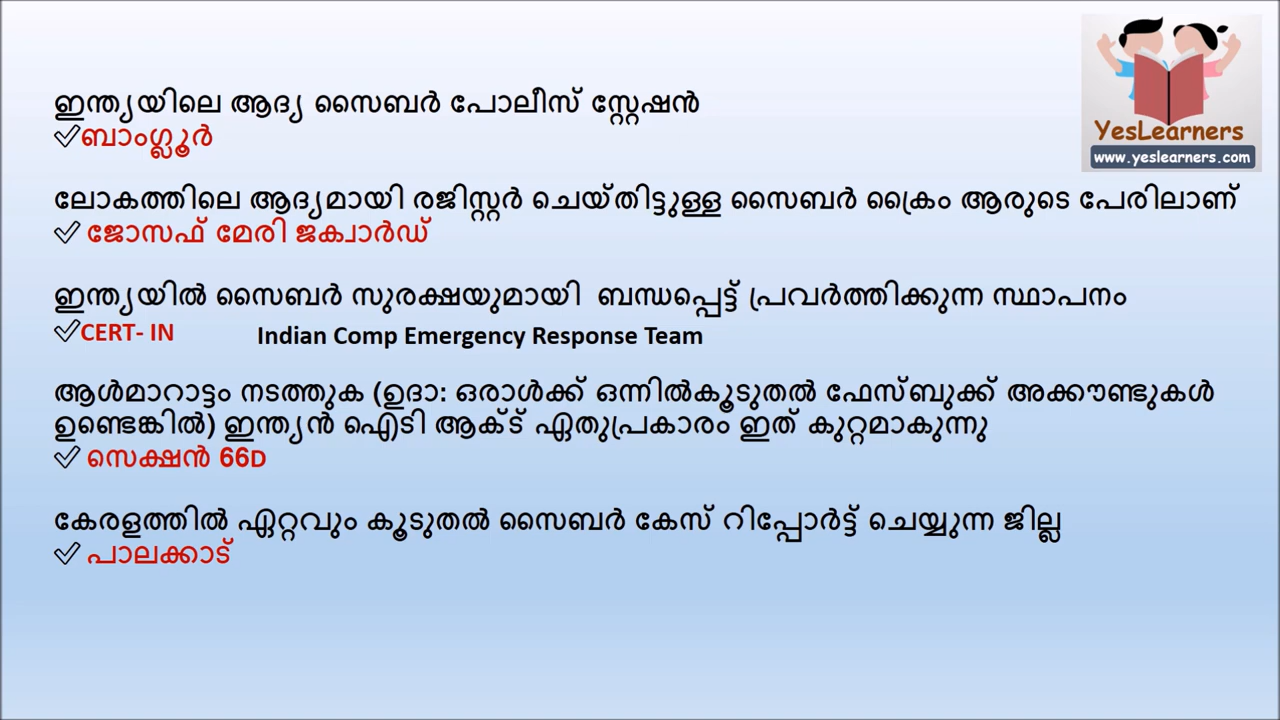 YesLearners
www.yeslearners.com
ഇന്ത്യയിലെ ആദ്യ സൈബർ പോലീസ് സ്റ്റേഷൻ
✓ബാംഗ്ലൂർ
ലോകത്തിലെ ആദ്യമായി രജിസ്റ്റർ ചെയ്തിട്ടുള്ള സൈബർ ക്രൈം ആരുടെ പേരിലാണ്
✓ ജോസഫ് മേരി ജക്വാർഡ്
ഇന്ത്യയിൽ സൈബർ സുരക്ഷയുമായി ബന്ധപ്പെട്ട് പ്രവർത്തിക്കുന്ന സ്ഥാപനം
✓CERT- IN Indian Comp Emergency Response Team
ആൾമാറാട്ടം നടത്തുക (ഉദാ: ഒരാൾക്ക് ഒന്നിൽകൂടുതൽ ഫേസ്ബുക്ക് അക്കൗണ്ടുകൾ
ഉണ്ടെങ്കിൽ) ഇന്ത്യൻ ഐടി ആക്ട് ഏതുപ്രകാരം ഇത് കുറ്റമാകുന്നു
✓ സെക്ഷൻ 66D
കേരളത്തിൽ ഏറ്റവും കൂടുതൽ സൈബർ കേസ് റിപ്പോർട്ട് ചെയ്യുന്ന ജില്ല
✓ പാലക്കാട്